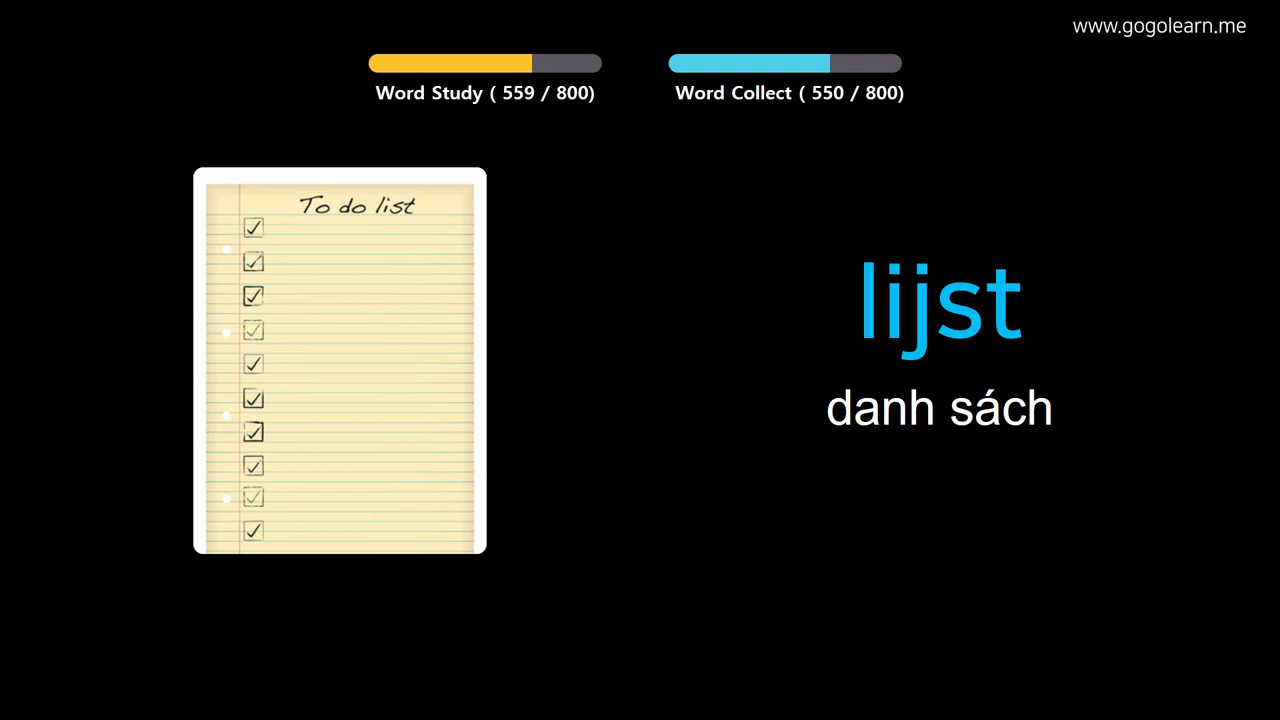 www.gogolearn.me
Word Study ( 559 / 800)
Word Collect ( 550 / 800)
To do list
lijst
danh sách